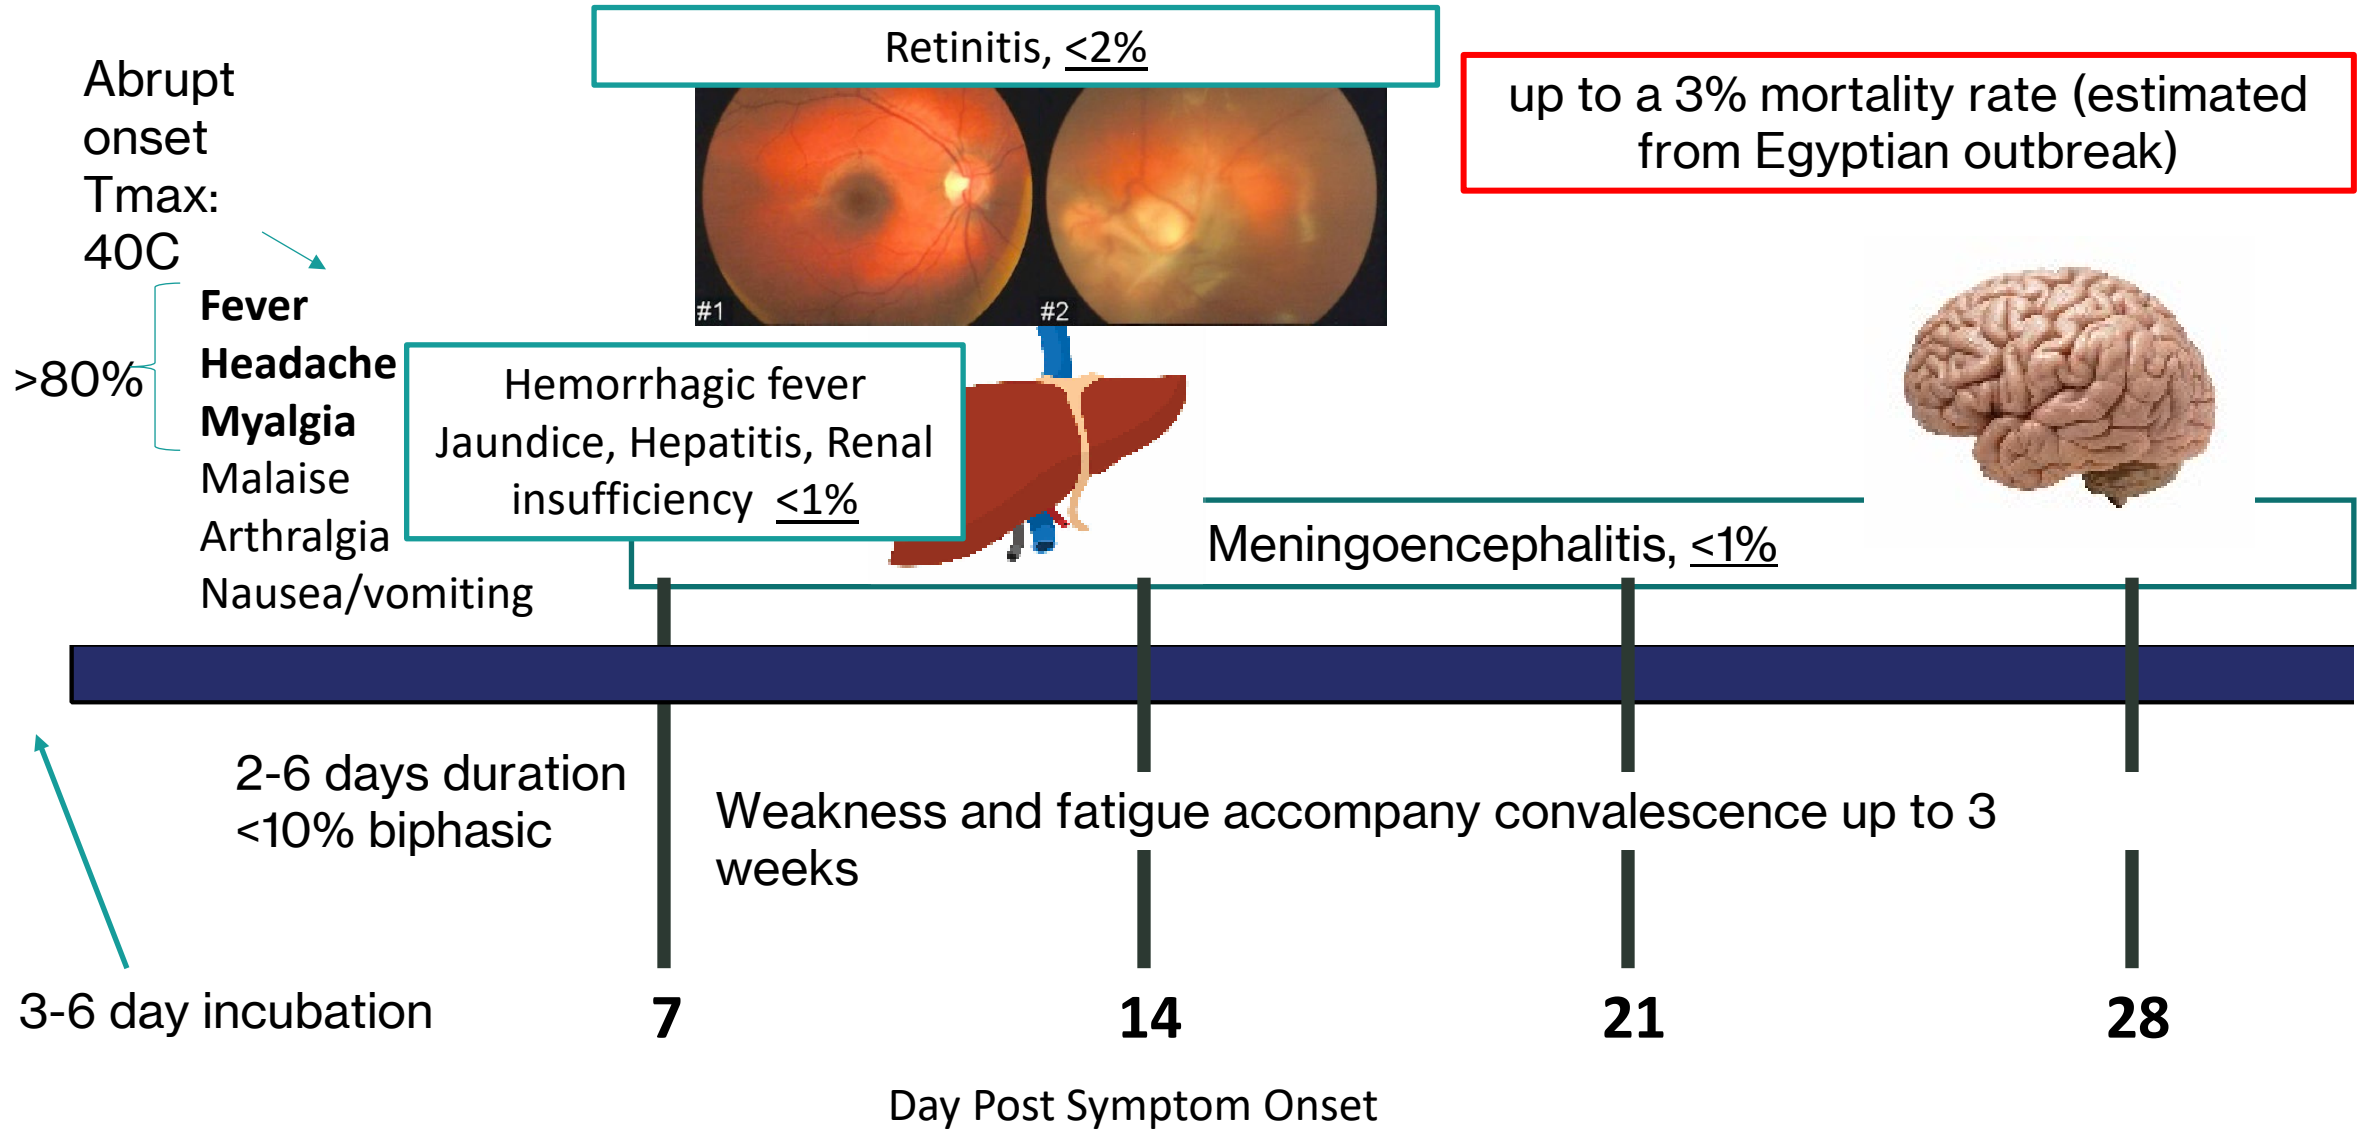 Retinitis, <2%
up to a 3% mortality rate (estimated
from Egyptian outbreak)
Abrupt
onset
Tmax:
40C
#1
#2
>80%
Fever
Headache
Myalgia
Malaise
Arthralgia
Nausea/vomiting
Hemorrhagic fever
Jaundice, Hepatitis, Renal
insufficiency <1%
Meningoencephalitis, <1%
2-6 days duration
<10% biphasic
Weakness and fatigue accompany convalescence up to 3
weeks
3-6 day incubation
7
14
21
28
Day Post Symptom Onset